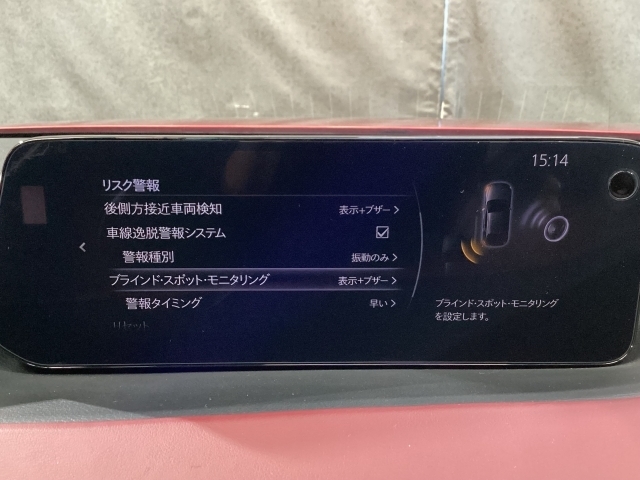 15:14
リスク警報
後側方接近車両検知 表示+ブザー
車線逸脱警報システム
警報種別 振動のみ
ブラインド・スポット・モニタリング 表示+ブザー
警報タイミング 早い
リセット
ブラインド・スポット・モニタリング
を設定します。